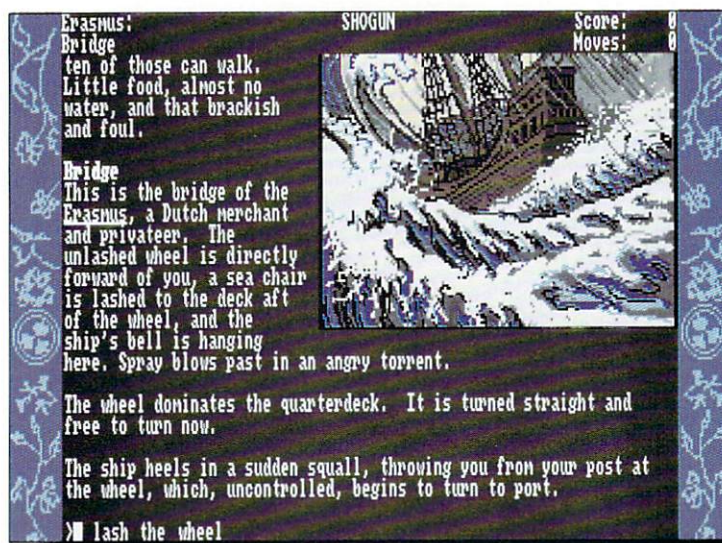 Erasmus: SHOGUN Score: 0
Bridge Moves: 0
ten of those can walk.
Little food, almost no
water, and that brackish
and foul.
Bridge
This is the bridge of the
Erasmus, a Dutch merchant
and privateer. The
unlashed wheel is directly
forward of you, a sea chair
is lashed to the deck aft
of the wheel, and the
ship's bell is hanging
here. Spray blows past in an angry torrent.
The wheel dominates the quarterdeck. It is turned straight and
free to turn now.
The ship heels in a sudden squall, throwing you from your post at
the wheel, which, uncontrolled, begins to turn to port.
> lash the wheel